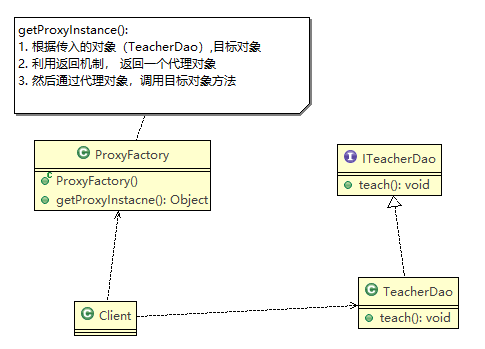 getProxyInstance():
1. 根据传入的对象（TeacherDao）,目标对象
2. 利用返回机制， 返回一个代理对象
3. 然后通过代理对象，调用目标对象方法
ProxyFactory
ProxyFactory()
getProxyInstacne(): Object
ITeacherDao
teach(): void
Client
TeacherDao
teach(): void